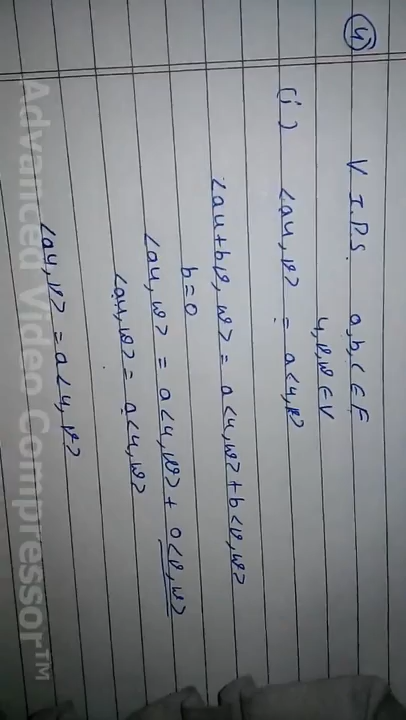 4
V I.P.S. a, b, c ∈ F
u, v, w ∈ V
(i) <au, v> = a<u, v>
<au+bv, w> = a<u, w> + b<v, w>
b=0
<au, w> = a<u, w> + 0<v, w>
<au, w> = a<u, w>
<au, v> = a<u, v>
Advanced Video Compressor™